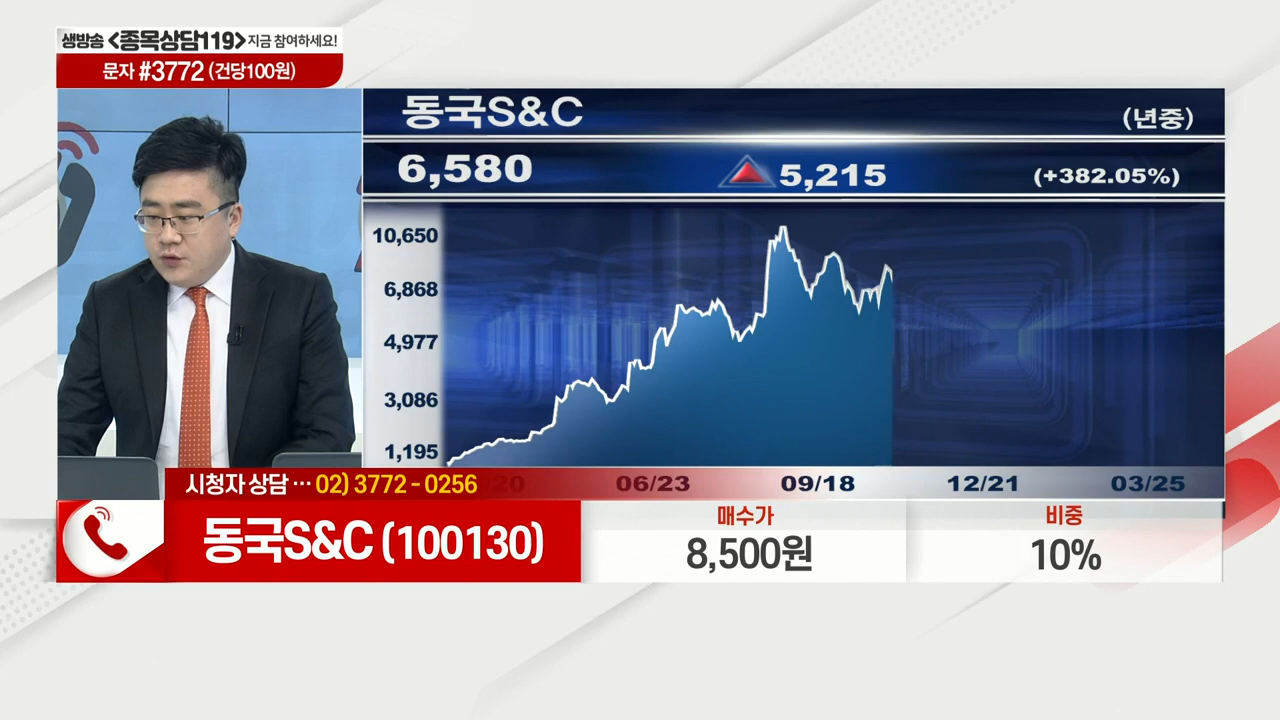 생방송 <종목상담119> 지금 참여하세요!
문자 #3772 (건당100원)
동국S&C
(년중)
6,580
5,215
(+382.05%)
10,650
6,868
4,977
3,086
1,195
06/23
09/18
12/21
03/25
시청자 상담 … 02) 3772 - 0256
동국S&C (100130)
매수가
비중
8,500원
10%